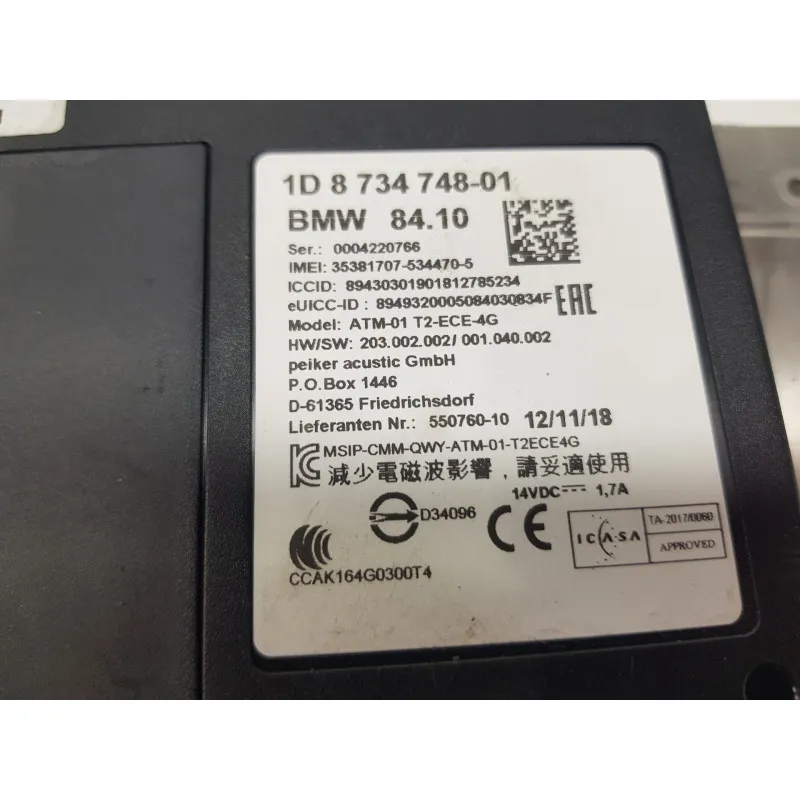 1D 8 734 748-01
BMW 84.10
Ser.: 0004220766
IMEI: 35381707-534470-5
ICCID: 89430301901812785234
eUICC-ID : 8949320005084030834F
EAC
Model: ATM-01 T2-ECE-4G
HW/SW: 203.002.002/ 001.040.002
peiker acustic GmbH
P.O.Box 1446
D-61365 Friedrichsdorf
Lieferanten Nr.: 550760-10 12/11/18
MSIP-CMM-QWY-ATM-01-T2ECE4G
減少電磁波影響，請妥適使用
14VDC 1,7A
D34096
CE
ICASA
TA-2017/0060
APPROVED
CCAK164G0300T4